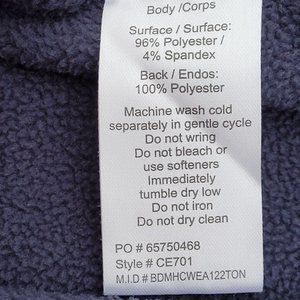 Body /Corps
Surface / Surface:
96% Polyester /
4% Spandex
Back / Endos:
100% Polyester
Machine wash cold
separately in gentle cycle
Do not wring
Do not bleach or
use softeners
Immediately
tumble dry low
Do not iron
Do not dry clean
PO # 65750468
Style # CE701
M.I.D # BDMHCWEA122TON